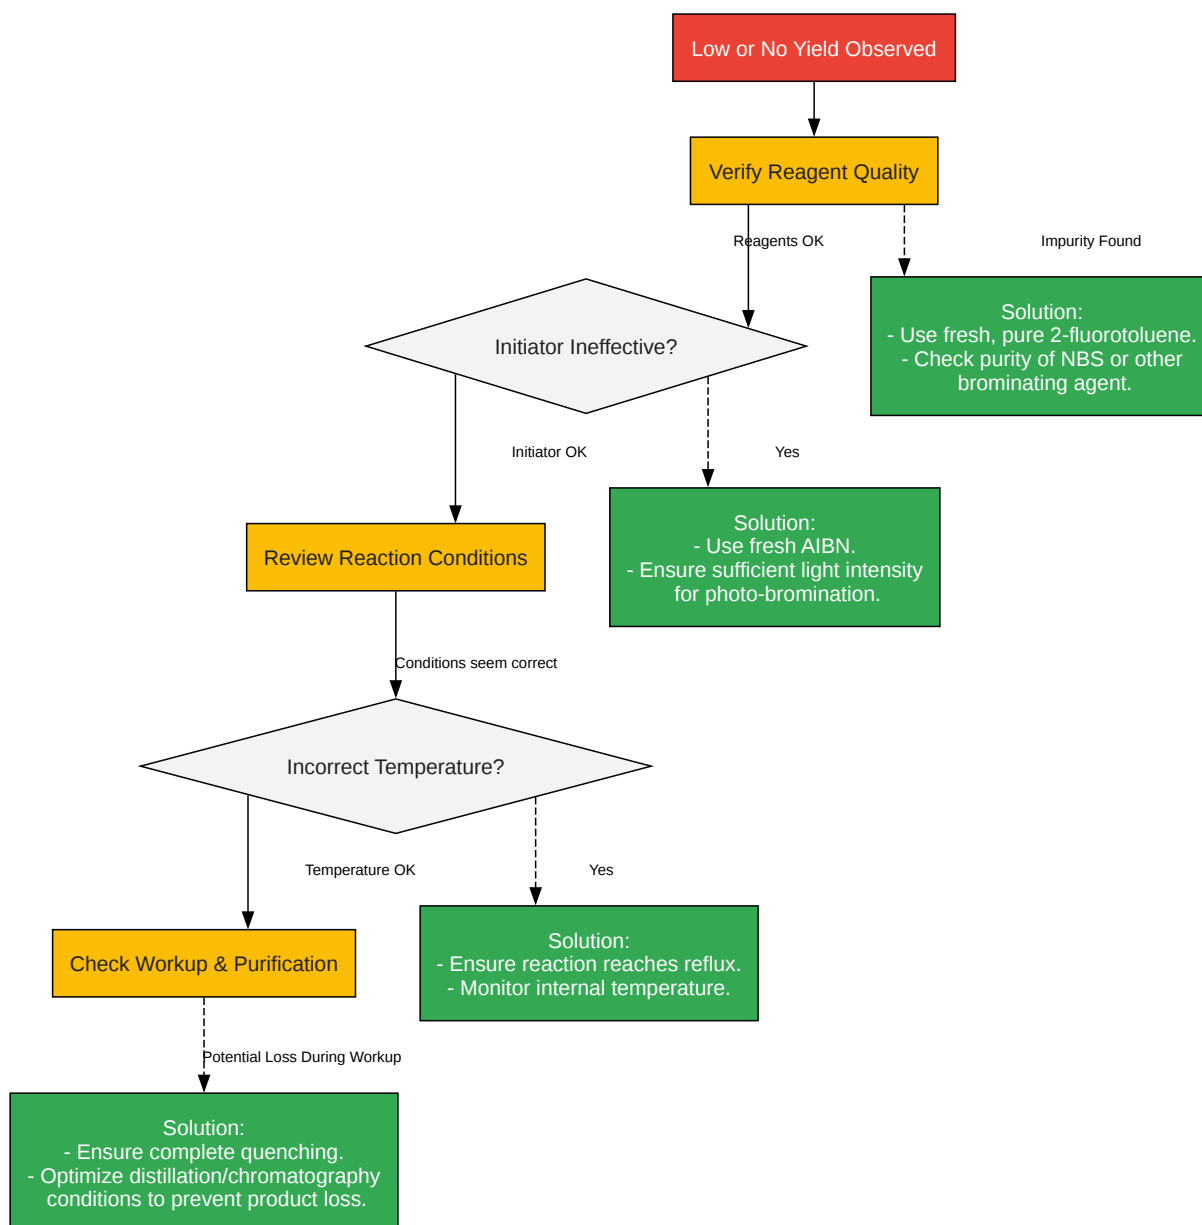 Low or No Yield Observed
Verify Reagent Quality
Reagents OK
Impurity Found
Initiator Ineffective?
Solution:
- Use fresh, pure 2-fluorotoluene.
- Check purity of NBS or other
brominating agent.
Initiator OK
Yes
Review Reaction Conditions
Solution:
- Use fresh AIBN.
- Ensure sufficient light intensity
for photo-bromination.
Conditions seem correct
Incorrect Temperature?
Temperature OK
Yes
Check Workup & Purification
Solution:
- Ensure reaction reaches reflux.
- Monitor internal temperature.
Potential Loss During Workup
Solution:
- Ensure complete quenching.
- Optimize distillation/chromatography
conditions to prevent product loss.